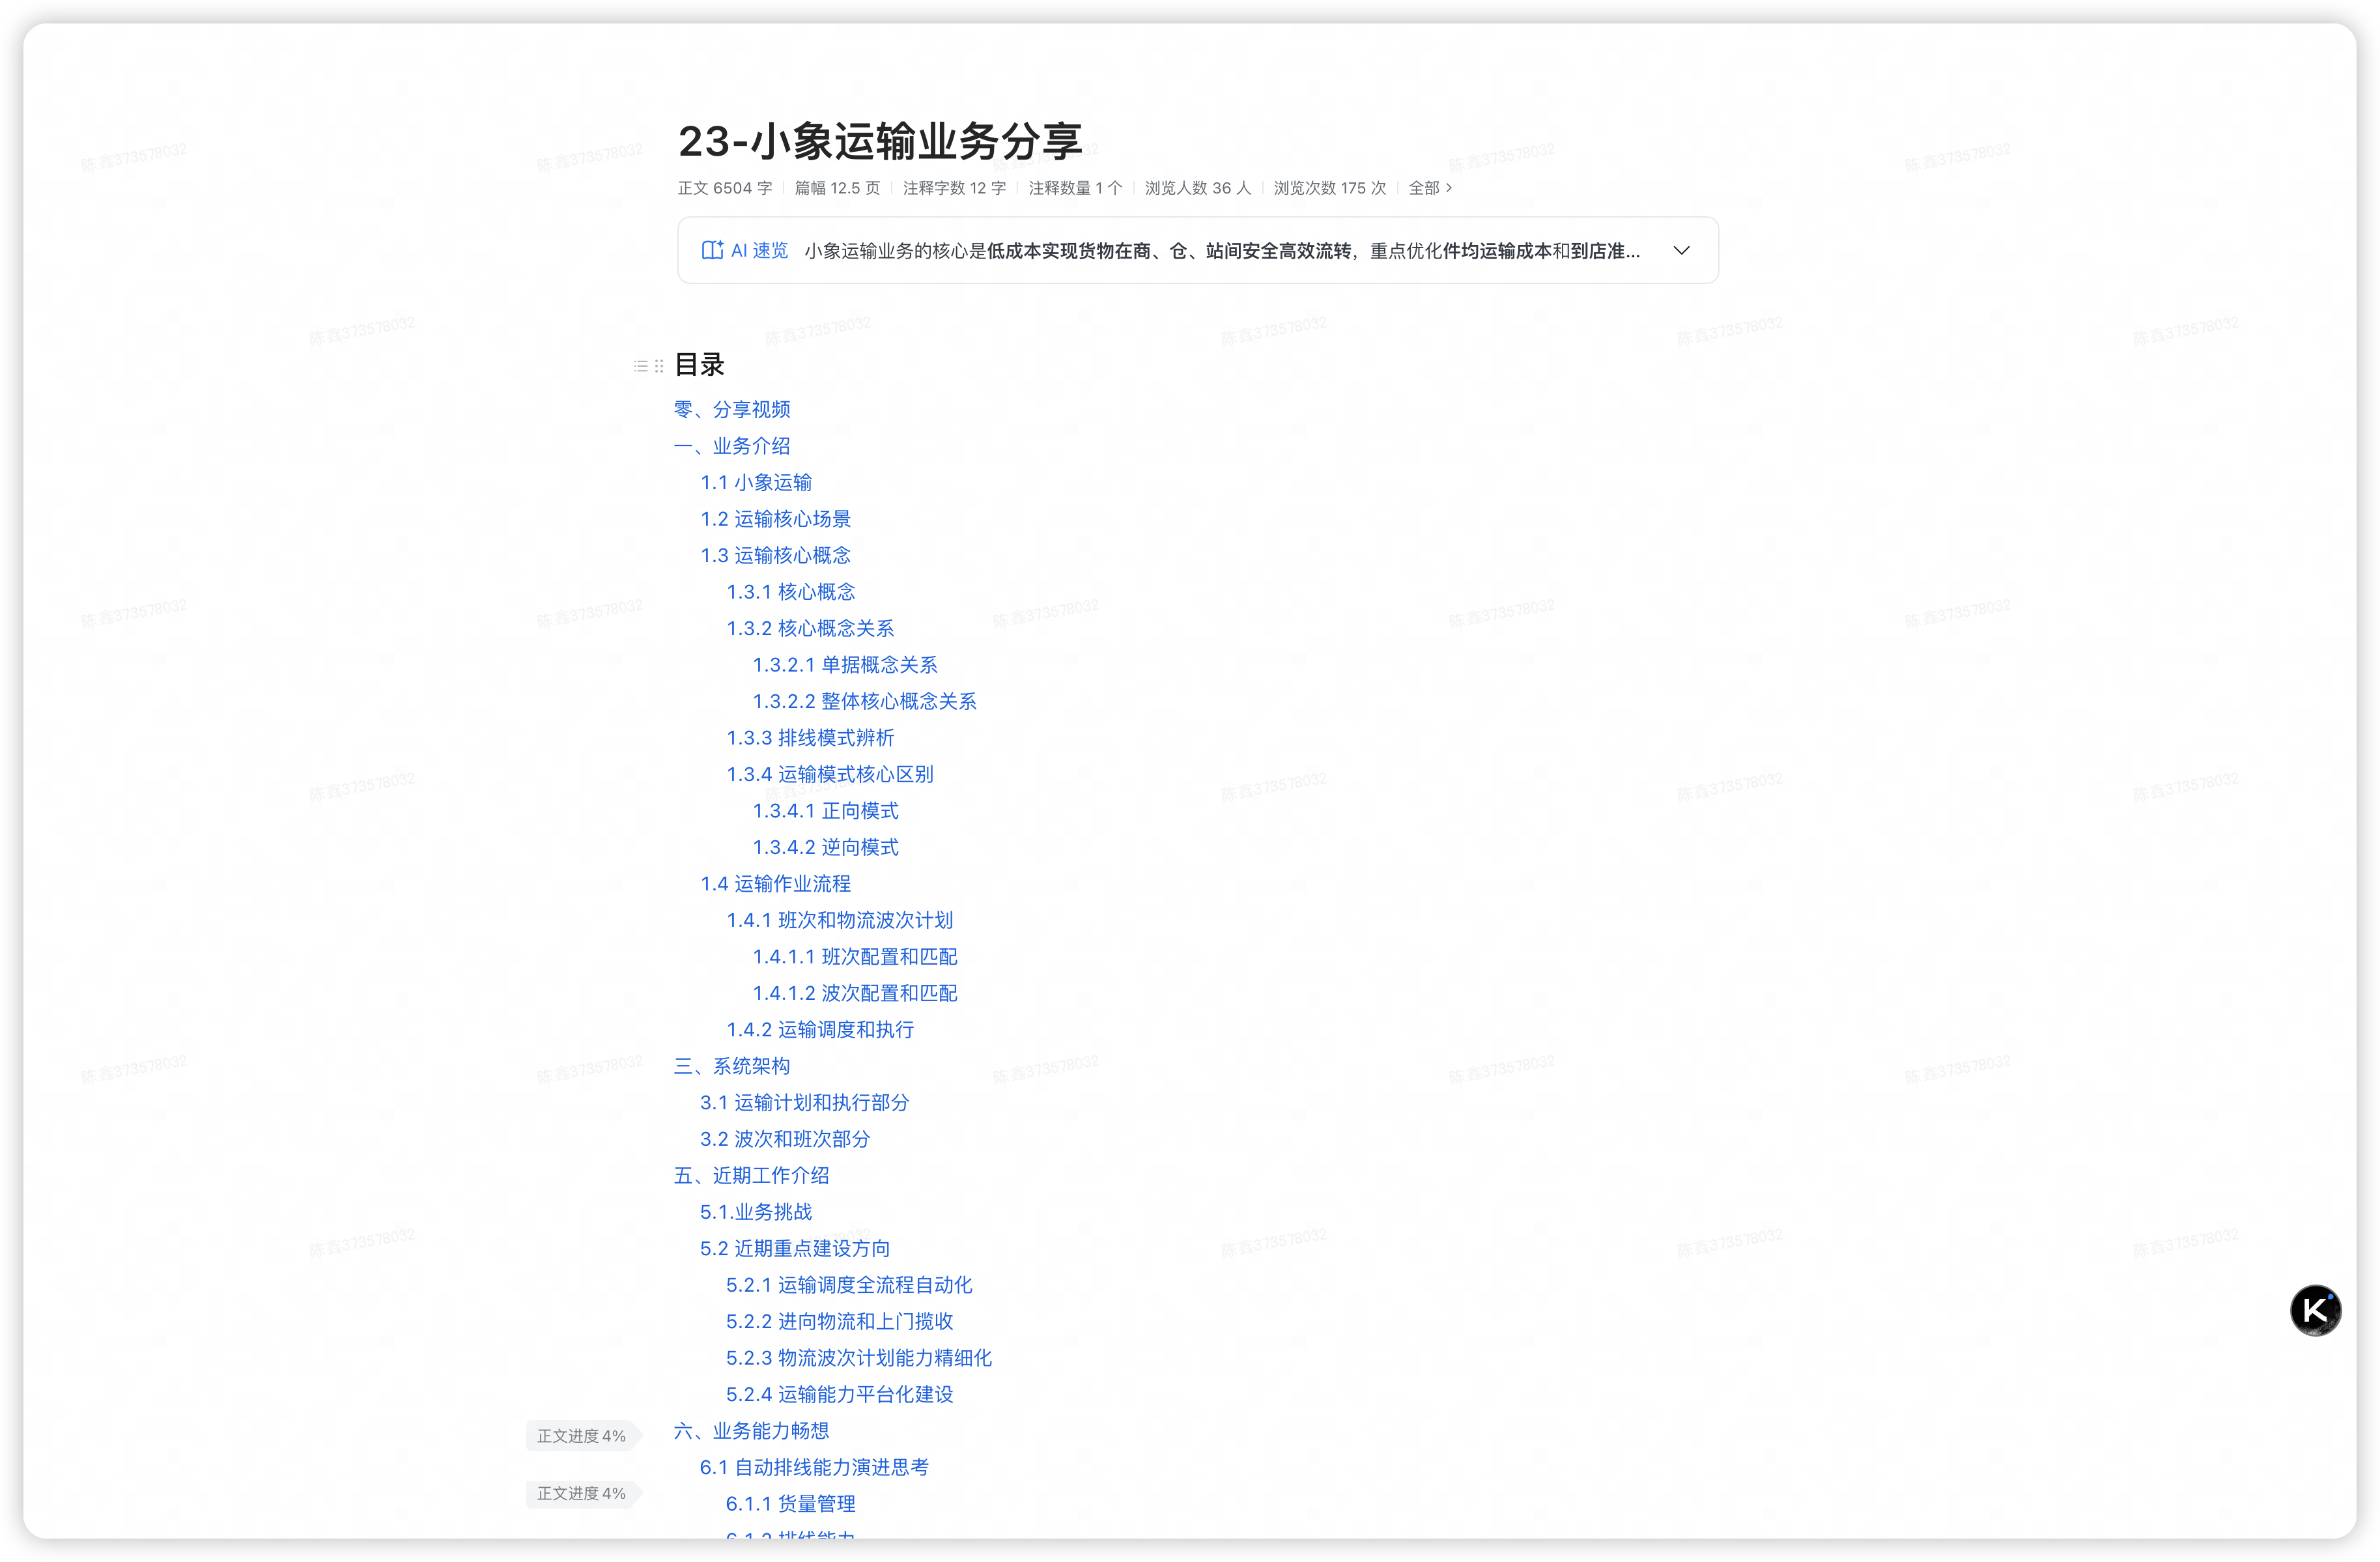 23-小象运输业务分享
正文 6504 字 篇幅 12.5 页 注释字数 12 字 注释数量 1 个 浏览人数 36 人 浏览次数 175 次 全部
AI 速览 小象运输业务的核心是低成本实现货物在商、仓、站间安全高效流转，重点优化件均运输成本和到店准...
目录
零、分享视频
一、业务介绍
1.1 小象运输
1.2 运输核心场景
1.3 运输核心概念
1.3.1 核心概念
1.3.2 核心概念关系
1.3.2.1 单据概念关系
1.3.2.2 整体核心概念关系
1.3.3 排线模式辨析
1.3.4 运输模式核心区别
1.3.4.1 正向模式
1.3.4.2 逆向模式
1.4 运输作业流程
1.4.1 班次和物流波次计划
1.4.1.1 班次配置和匹配
1.4.1.2 波次配置和匹配
1.4.2 运输调度和执行
三、系统架构
3.1 运输计划和执行部分
3.2 波次和班次部分
五、近期工作介绍
5.1.业务挑战
5.2 近期重点建设方向
5.2.1 运输调度全流程自动化
5.2.2 进向物流和上门揽收
5.2.3 物流波次计划能力精细化
5.2.4 运输能力平台化建设
正文进度 4%
六、业务能力畅想
6.1 自动排线能力演进思考
正文进度 4%
6.1.1 货量管理
6.1.2 排线能力
陈鑫373578032
K